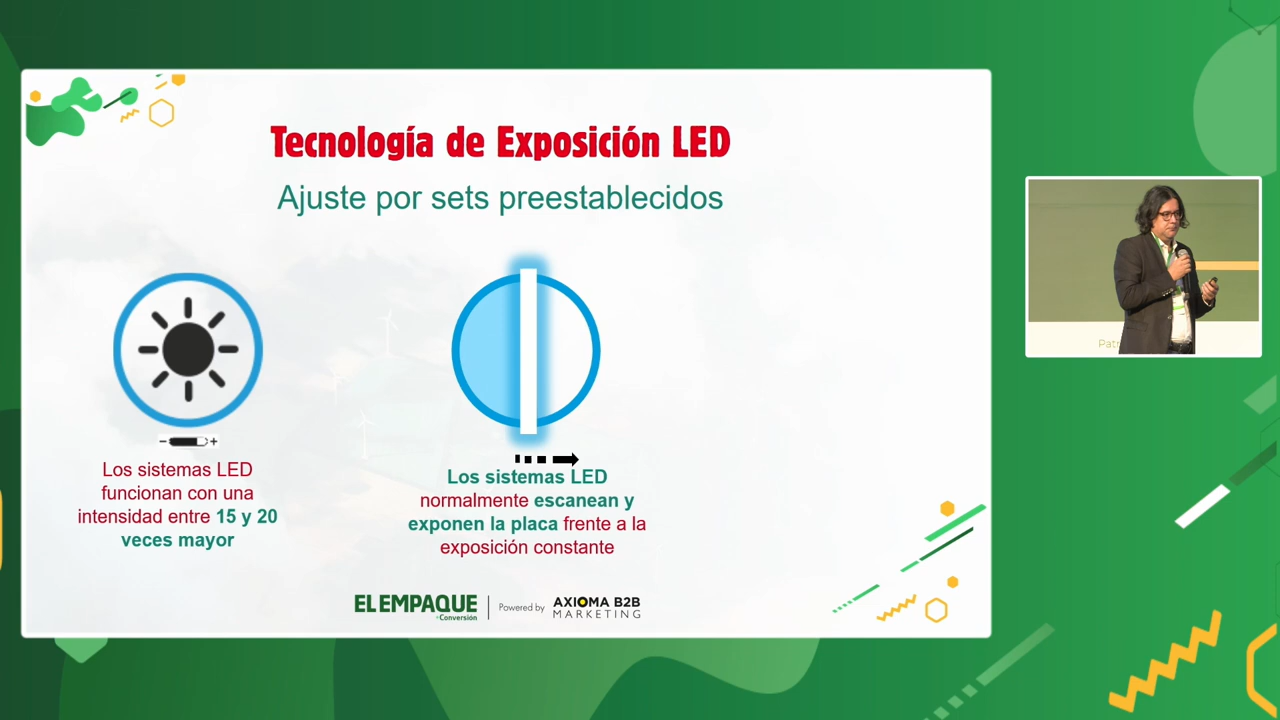 Tecnología de Exposición LED
Ajuste por sets preestablecidos
Los sistemas LED
funcionan con una
intensidad entre 15 y 20
veces mayor
Los sistemas LED
normalmente escanean y
exponen la placa frente a la
exposición constante
EL EMPAQUE
+Conversión
Powered by
AXIOMA B2B
MARKETING